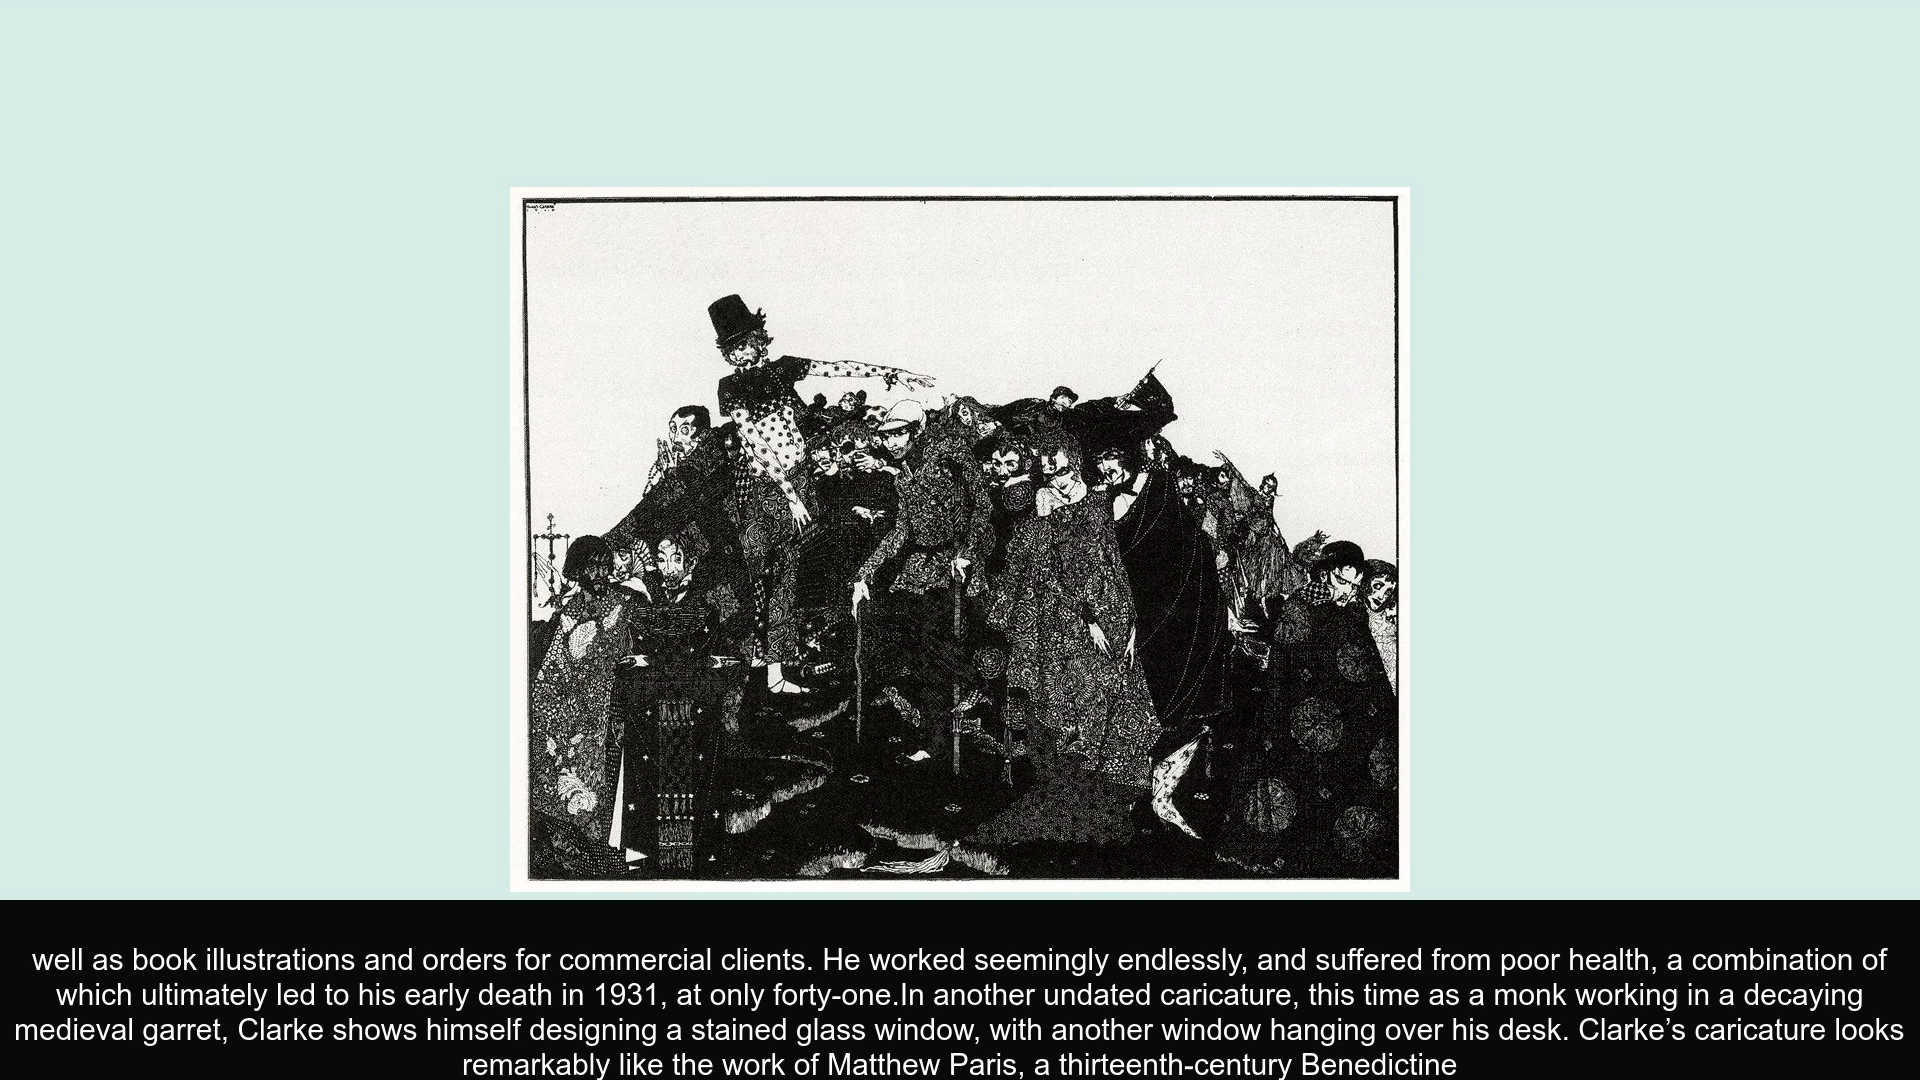 HARRY CLARKE
well as book illustrations and orders for commercial clients. He worked seemingly endlessly, and suffered from poor health, a combination of
which ultimately led to his early death in 1931, at only forty-one.In another undated caricature, this time as a monk working in a decaying
medieval garret, Clarke shows himself designing a stained glass window, with another window hanging over his desk. Clarke’s caricature looks
remarkably like the work of Matthew Paris, a thirteenth-century Benedictine